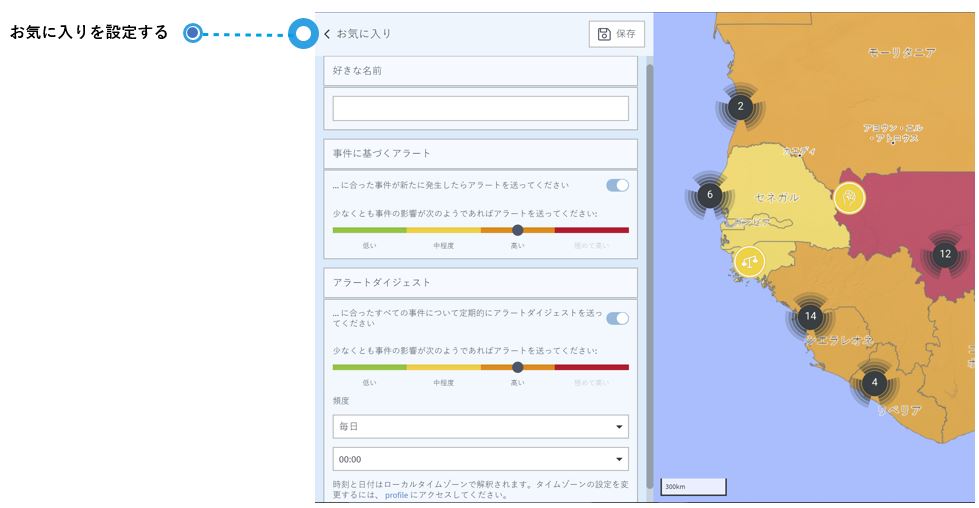 お気に入りを設定する
お気に入り
保存
好きな名前
事件に基づくアラート
... に合った事件が新たに発生したらアラートを送ってください
少なくとも事件の影響が次のようであればアラートを送ってください:
低い 中程度 高い 極めて高い
アラートダイジェスト
... に合ったすべての事件について定期的にアラートダイジェストを送っ
てください
少なくとも事件の影響が次のようであればアラートを送ってください:
低い 中程度 高い 極めて高い
頻度
毎日
00:00
時刻と日付はローカルタイムゾーンで解釈されます。タイムゾーンの設定を変
更するには、 profile にアクセスしてください。
モーリタニア
2
アヨウン・エル
・アトロウス
カエディ
6
セネガル
ガンビア
12
14
シエラレオネ
4
リベリア
300km